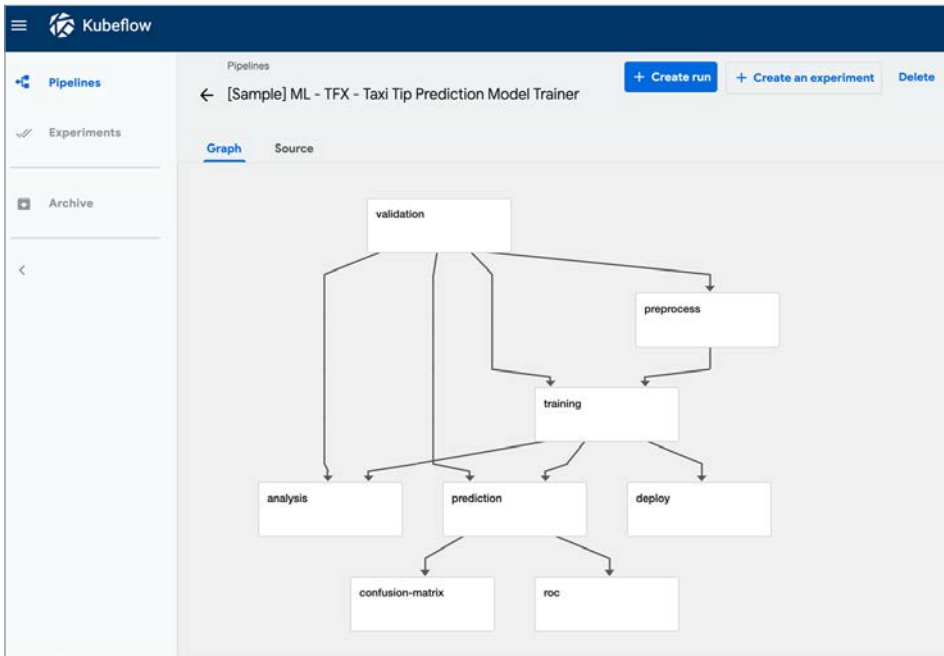 Kubeflow
Pipelines
Experiments
Archive
Pipelines
[Sample] ML - TFX - Taxi Tip Prediction Model Trainer
+ Create run
+ Create an experiment
Delete
Graph
Source
validation
preprocess
training
analysis
prediction
deploy
confusion-matrix
roc